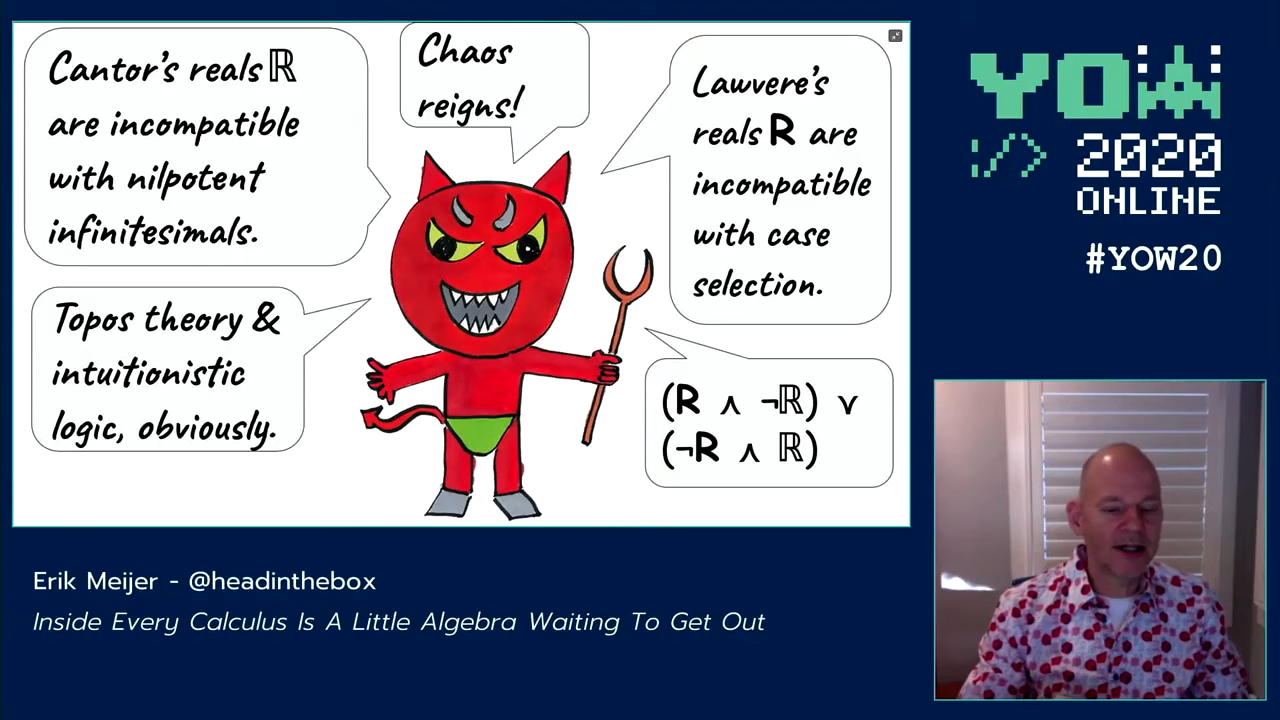 Cantor's reals ℝ
are incompatible
with nilpotent
infinitesimals.
Chaos
reigns!
Lawvere's
reals R are
incompatible
with case
selection.
Topos theory &
intuitionistic
logic, obviously.
(R ∧ ¬ℝ) ∨
(¬R ∧ ℝ)
YOW
:/> 2020
ONLINE
#YOW20
Erik Meijer - @headinthebox
Inside Every Calculus Is A Little Algebra Waiting To Get Out